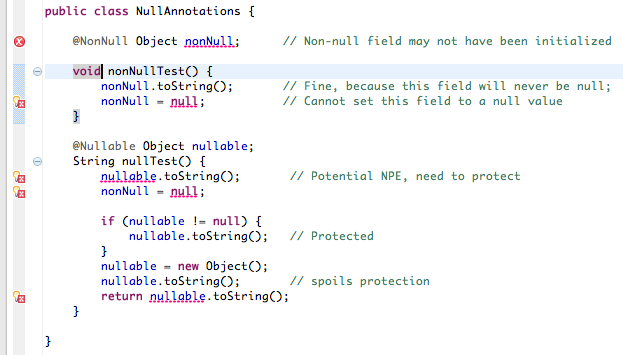 public class NullAnnotations {
@NonNull Object nonNull; // Non-null field may not have been initialized
void nonNullTest() {
nonNull.toString(); // Fine, because this field will never be null;
nonNull = null; // Cannot set this field to a null value
}
@Nullable Object nullable;
String nullTest() {
nullable.toString(); // Potential NPE, need to protect
nonNull = null;
if (nullable != null) {
nullable.toString(); // Protected
}
nullable = new Object();
nullable.toString(); // spoils protection
return nullable.toString();
}
}